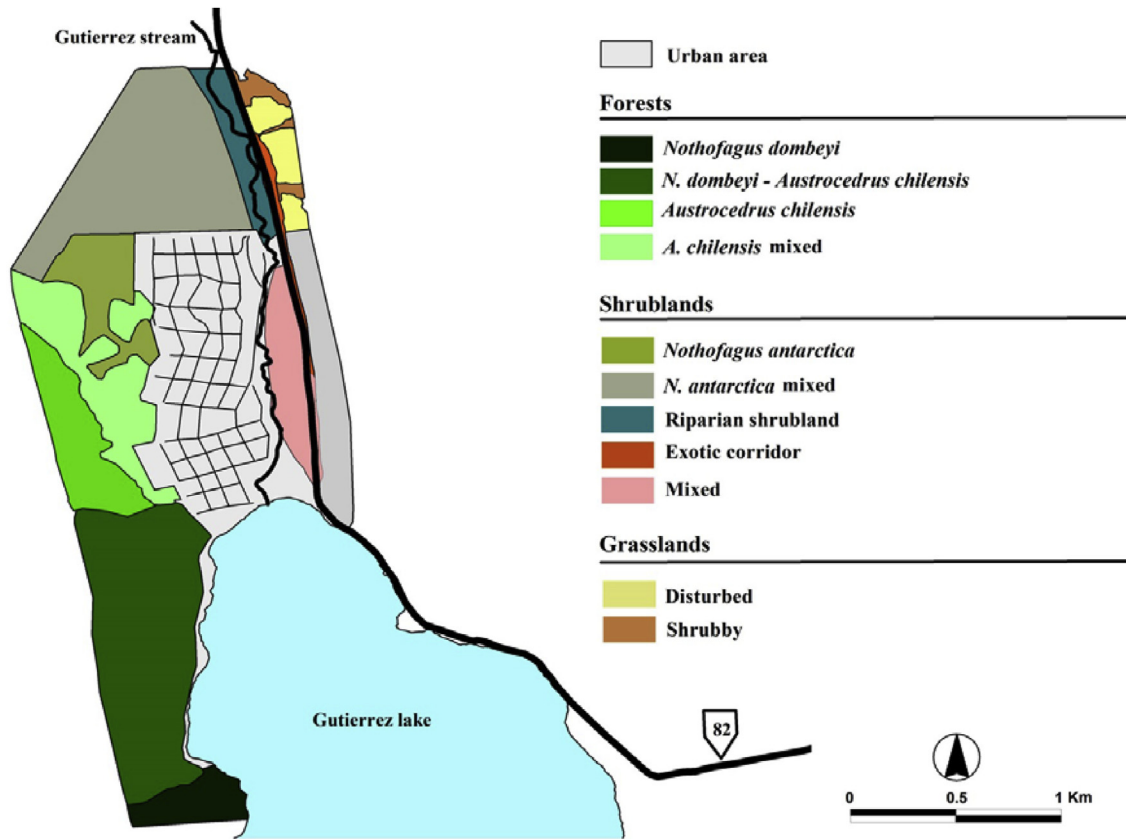 Gutierrez stream
Urban area
Forests
Nothofagus dombeyi
N. dombeyi - Austrocedrus chilensis
Austrocedrus chilensis
A. chilensis mixed
Shrublands
Nothofagus antarctica
N. antarctica mixed
Riparian shrubland
Exotic corridor
Mixed
Grasslands
Disturbed
Shrubby
Gutierrez lake
82
0 0.5 1 Km